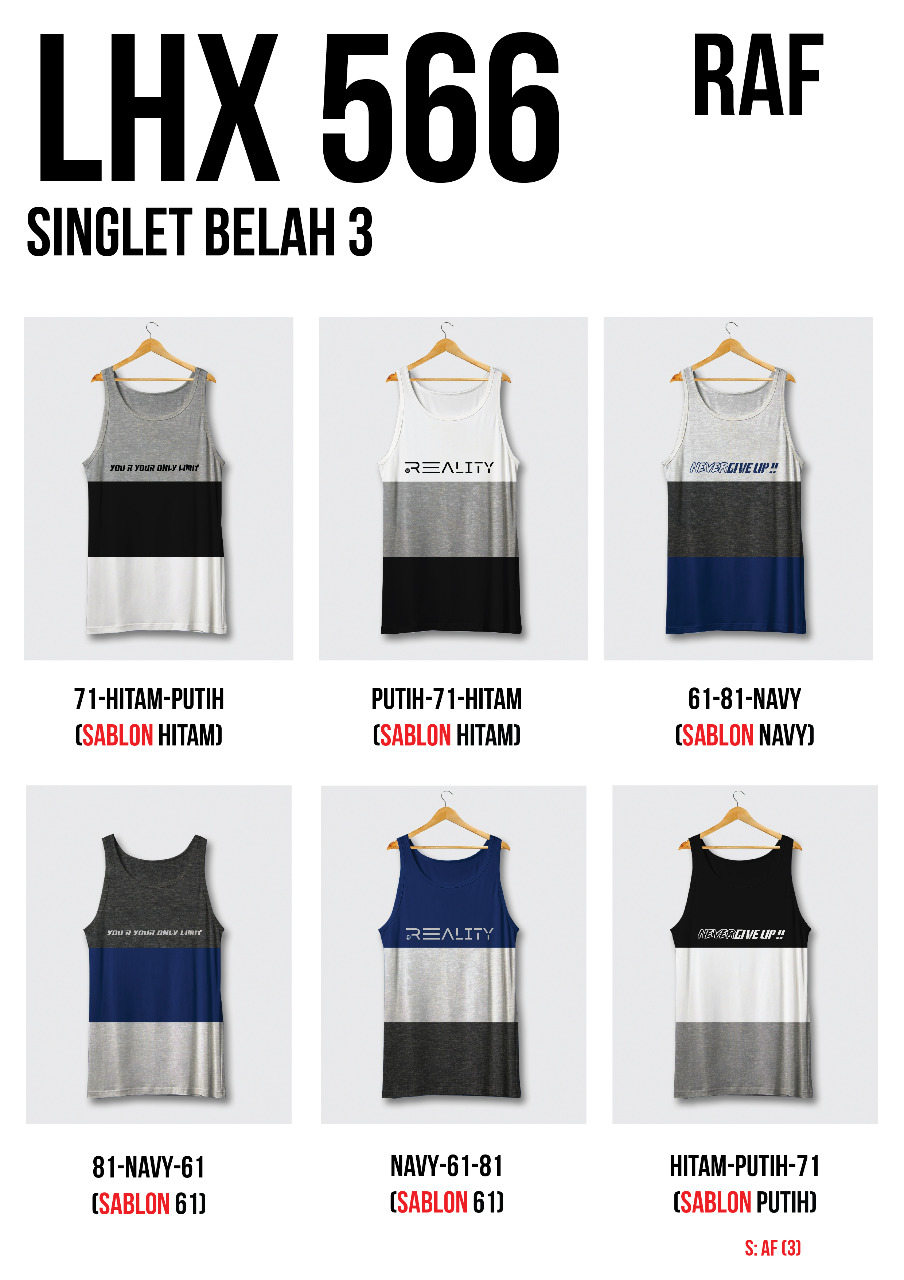 LHX 566
RAF
SINGLET BELAH 3
YOU R YOUR ONLY LIMIT
REALITY
NEVER GIVE UP !!
71-HITAM-PUTIH
(SABLON HITAM)
PUTIH-71-HITAM
(SABLON HITAM)
61-81-NAVY
(SABLON NAVY)
YOU R YOUR ONLY LIMIT
REALITY
NEVER GIVE UP !!
81-NAVY-61
(SABLON 61)
NAVY-61-81
(SABLON 61)
HITAM-PUTIH-71
(SABLON PUTIH)
S: AF (3)